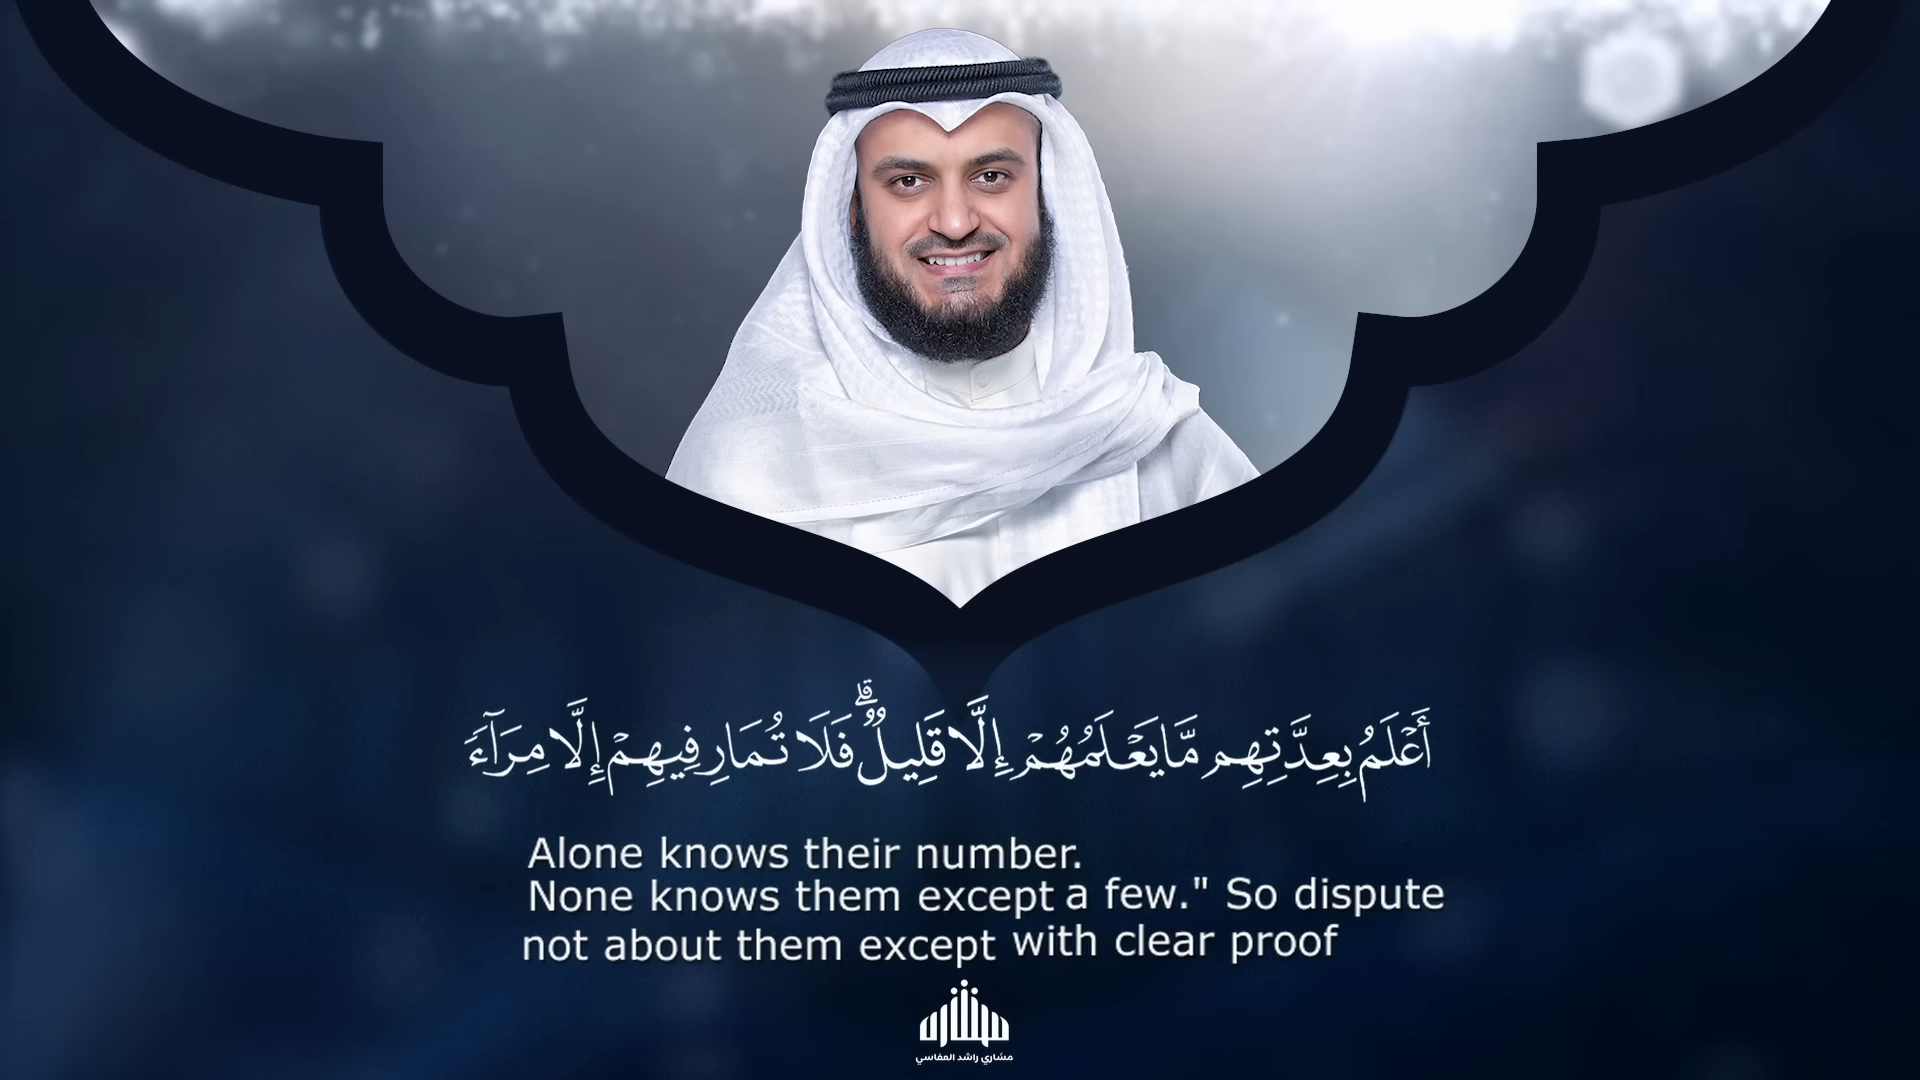 أَعْلَمُ بِعِدَّتِهِم مَّا يَعْلَمُهُمْ إِلَّا قَلِيلٌ ۗ فَلَا تُمَارِ فِيهِمْ إِلَّا مِرَآءً
Alone knows their number.
None knows them except a few." So dispute
not about them except with clear proof
مشاري راشد العفاسي